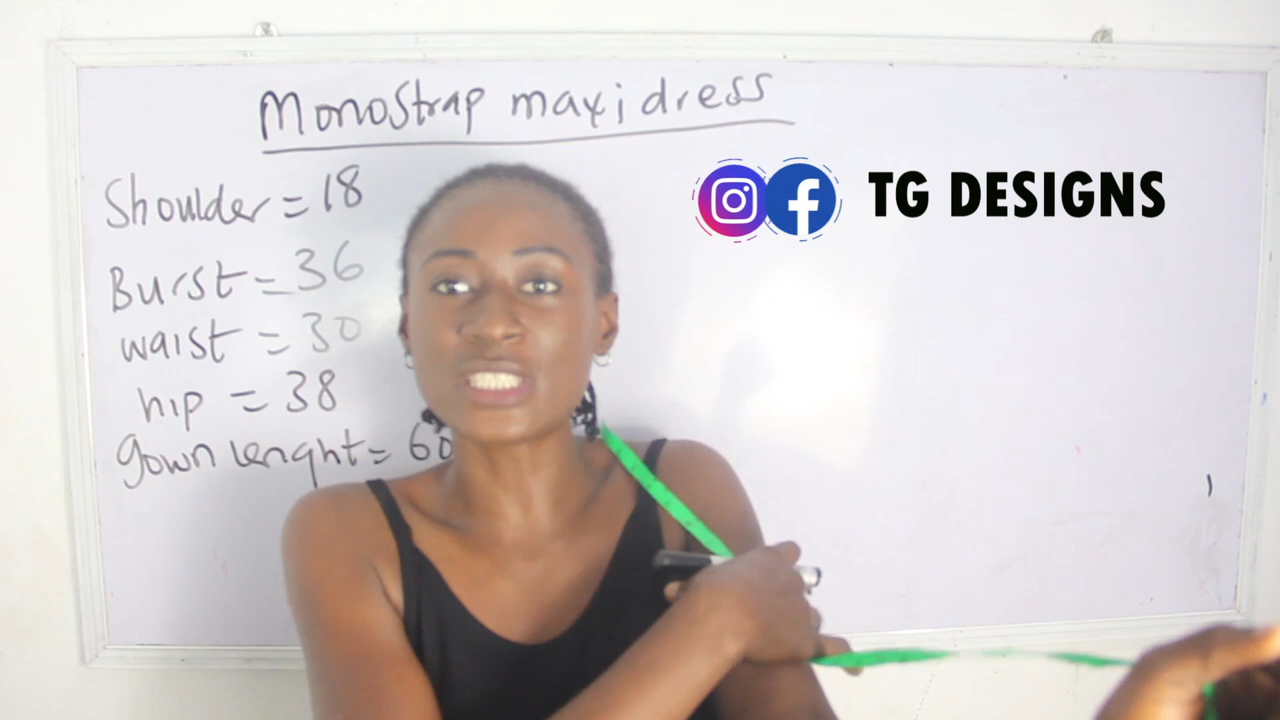 Monostrap maxi dress
Shoulder = 18
TG DESIGNS
Burst = 36
waist = 30
hip = 38
gown lenght = 60